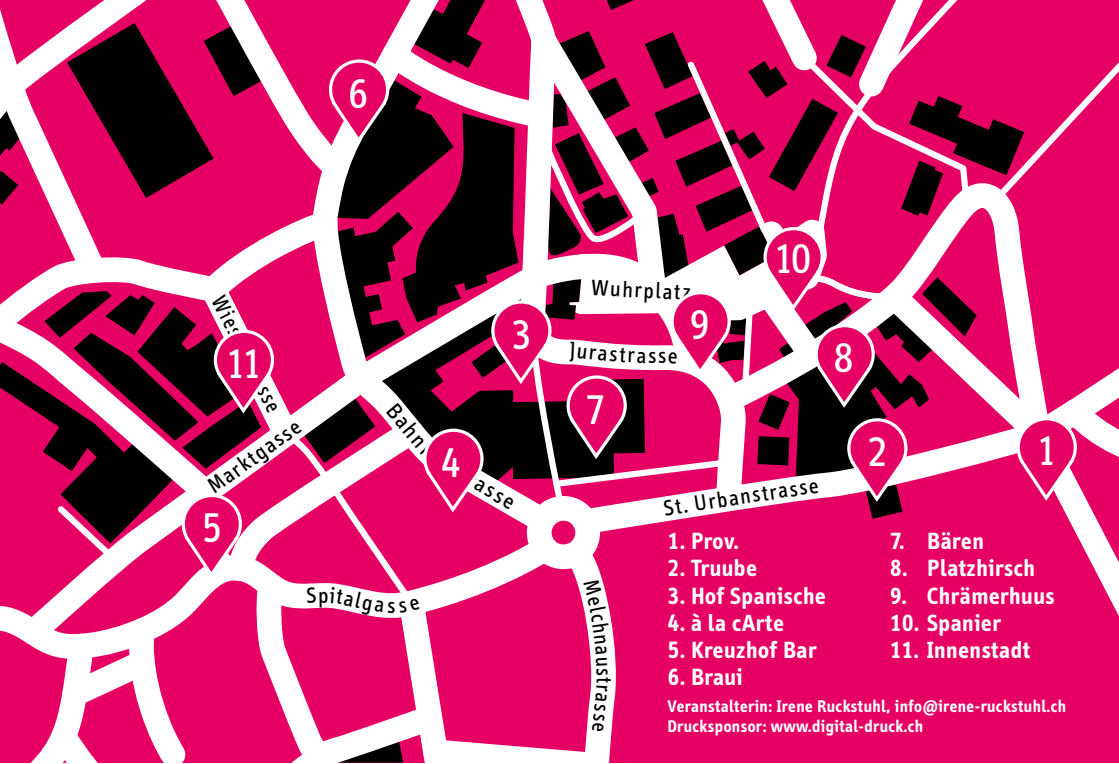 6
10
Wuhrplatz
3
9
11
Jurastrasse
8
7
Marktgasse
4
2
1
5
St. Urbanstrasse
Spitalgasse
Melchnaustrasse
1. Prov.
2. Truube
3. Hof Spanische
4. à la cArte
5. Kreuzhof Bar
6. Braui
7. Bären
8. Platzhirsch
9. Chrämerhuus
10. Spanier
11. Innenstadt
Veranstalterin: Irene Ruckstuhl, info@irene-ruckstuhl.ch
Drucksponsor: www.digital-druck.ch